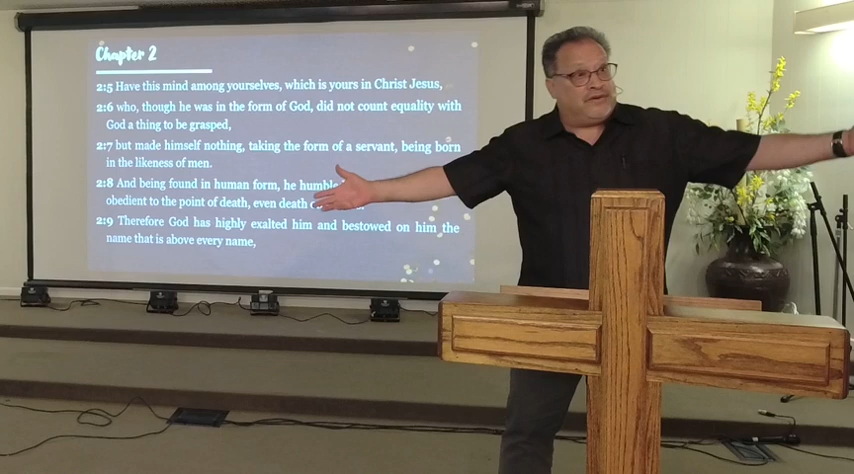 Chapter 2
2:5 Have this mind among yourselves, which is yours in Christ Jesus,
2:6 who, though he was in the form of God, did not count equality with
God a thing to be grasped,
2:7 but made himself nothing, taking the form of a servant, being born
in the likeness of men.
2:8 And being found in human form, he
obedient to the point of death, even death
2:9 Therefore God has highly exalted him and bestowed on him the
name that is above every name,